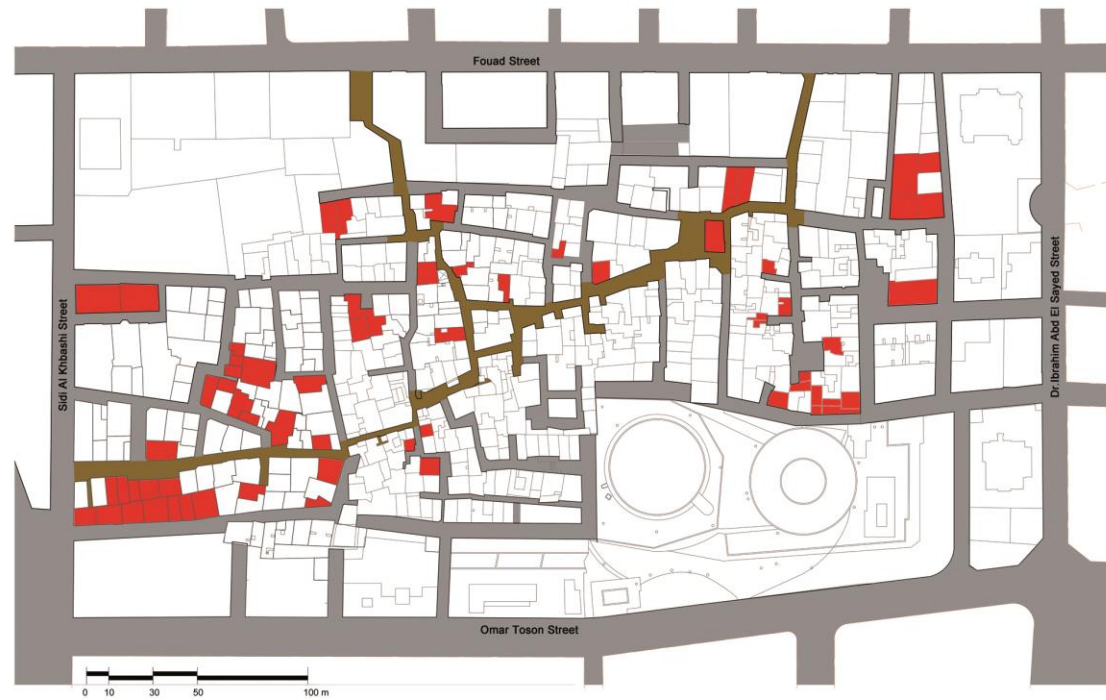 Fouad Street
Sidi Al Khbashi Street
Dr.Ibrahim Abd El Sayed Street
Omar Toson Street
0 10 30 50 100 m